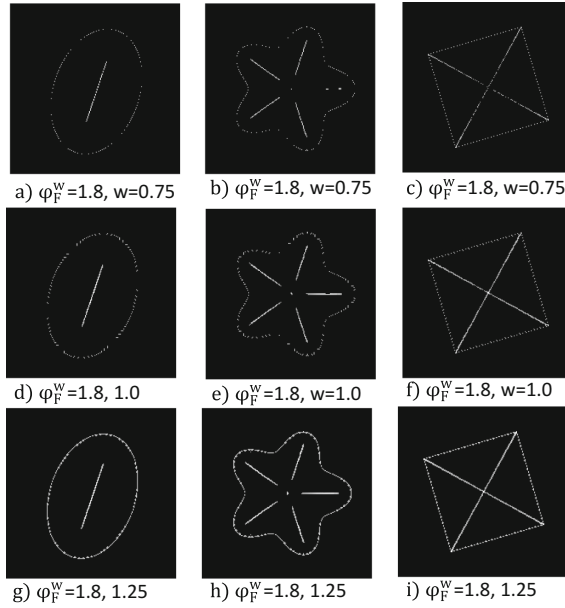 a) φ_F^w=1.8, w=0.75
b) φ_F^w=1.8, w=0.75
c) φ_F^w=1.8, w=0.75
d) φ_F^w=1.8, 1.0
e) φ_F^w=1.8, w=1.0
f) φ_F^w=1.8, w=1.0
g) φ_F^w=1.8, 1.25
h) φ_F^w=1.8, 1.25
i) φ_F^w=1.8, 1.25